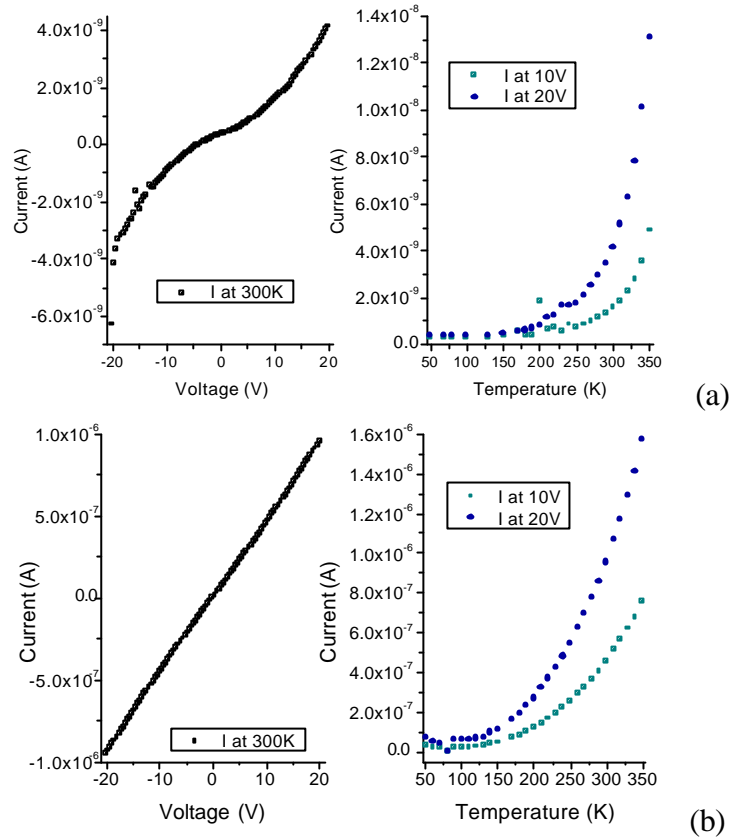 4.0x10⁻⁹
2.0x10⁻⁹
0.0
-2.0x10⁻⁹
-4.0x10⁻⁹
-6.0x10⁻⁹
Current (A)
I at 300K
-20 -10 0 10 20
Voltage (V)
1.4x10⁻⁸
1.2x10⁻⁸
1.0x10⁻⁸
8.0x10⁻⁹
6.0x10⁻⁹
4.0x10⁻⁹
2.0x10⁻⁹
0.0
Current (A)
I at 10V
I at 20V
50 100 150 200 250 300 350
Temperature (K)
(a)
1.0x10⁻⁶
5.0x10⁻⁷
0.0
-5.0x10⁻⁷
-1.0x10⁻⁶
Current (A)
I at 300K
-20 -10 0 10 20
Voltage (V)
1.6x10⁻⁶
1.4x10⁻⁶
1.2x10⁻⁶
1.0x10⁻⁶
8.0x10⁻⁷
6.0x10⁻⁷
4.0x10⁻⁷
2.0x10⁻⁷
0.0
Current (A)
I at 10V
I at 20V
50 100 150 200 250 300 350
Temperature (K)
(b)